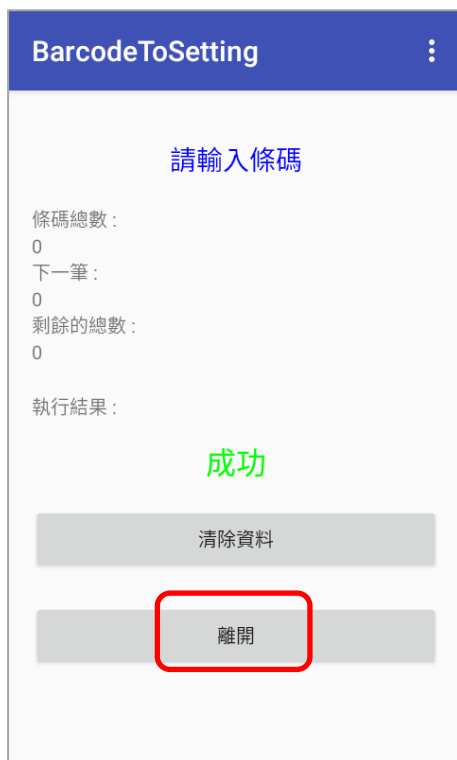 BarcodeToSetting
請輸入條碼
條碼總數 :
0
下一筆 :
0
剩餘的總數 :
0
執行結果 :
成功
清除資料
離開